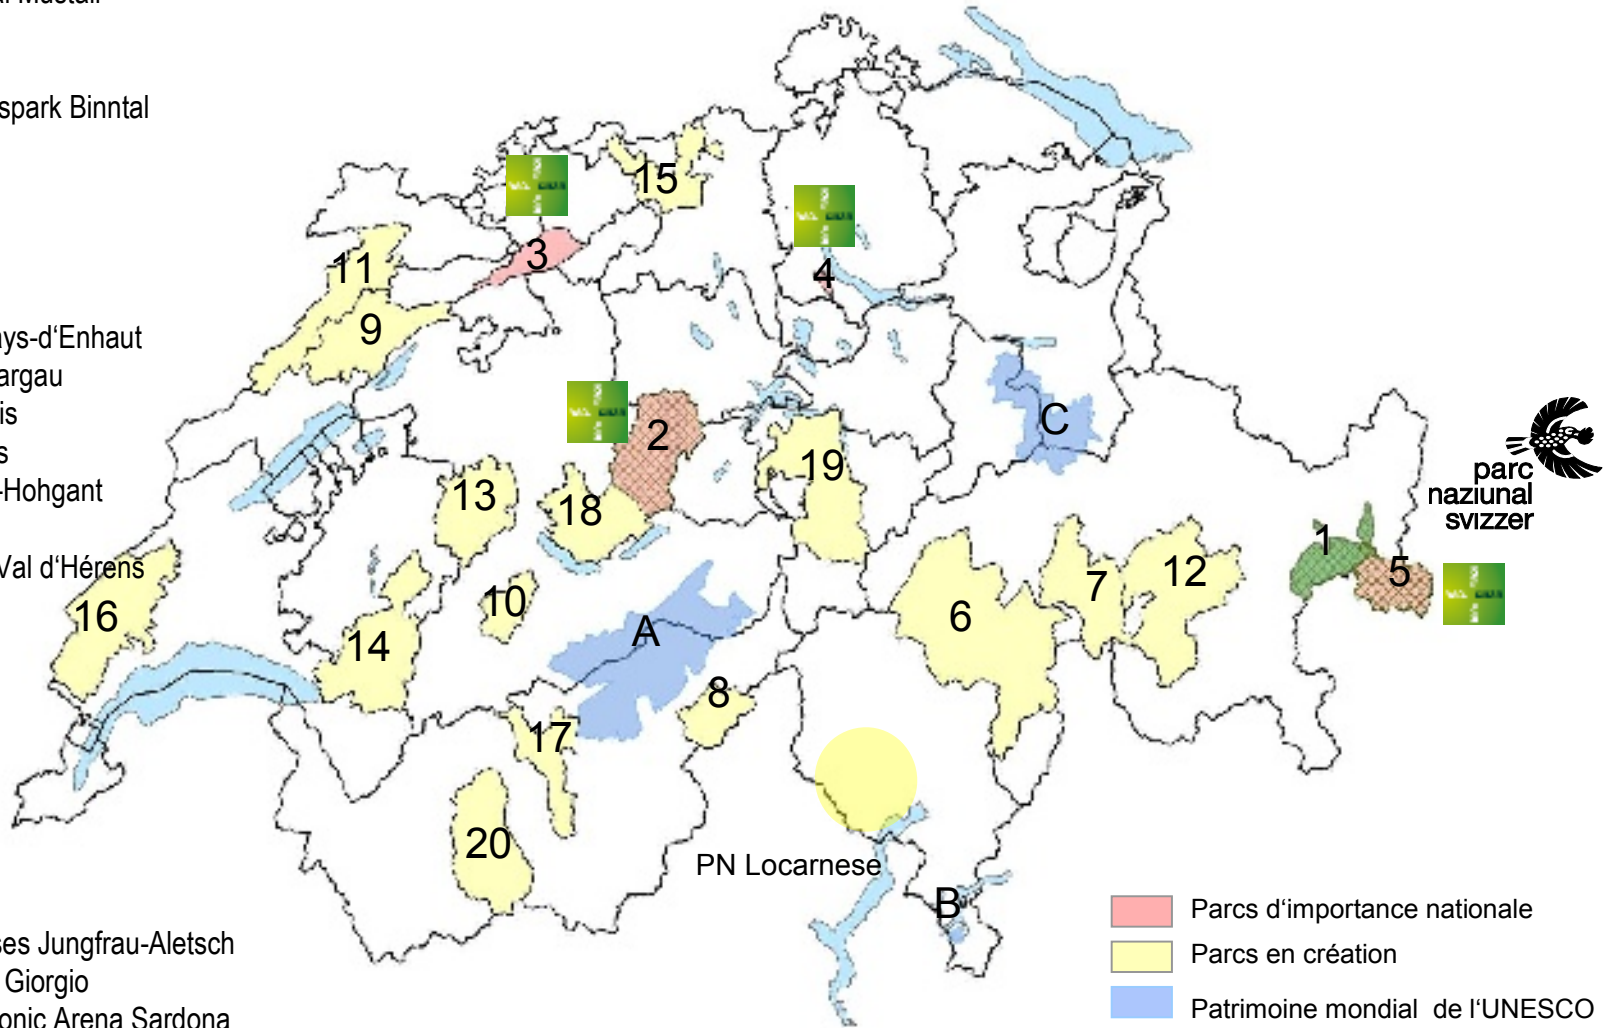 spark Binntal
ays-d'Enhaut
argau
is
s
-Hohgant
Val d'Hérens
ses Jungfrau-Aletsch
Giorgio
onic Arena Sardona
15
3
11
9
4
2
C
13
18
19
16
10
14
A
8
17
20
6
7
12
1
5
parc
naziunal
svizzer
PN Locarnese
B
Parcs d'importance nationale
Parcs en création
Patrimoine mondial de l'UNESCO